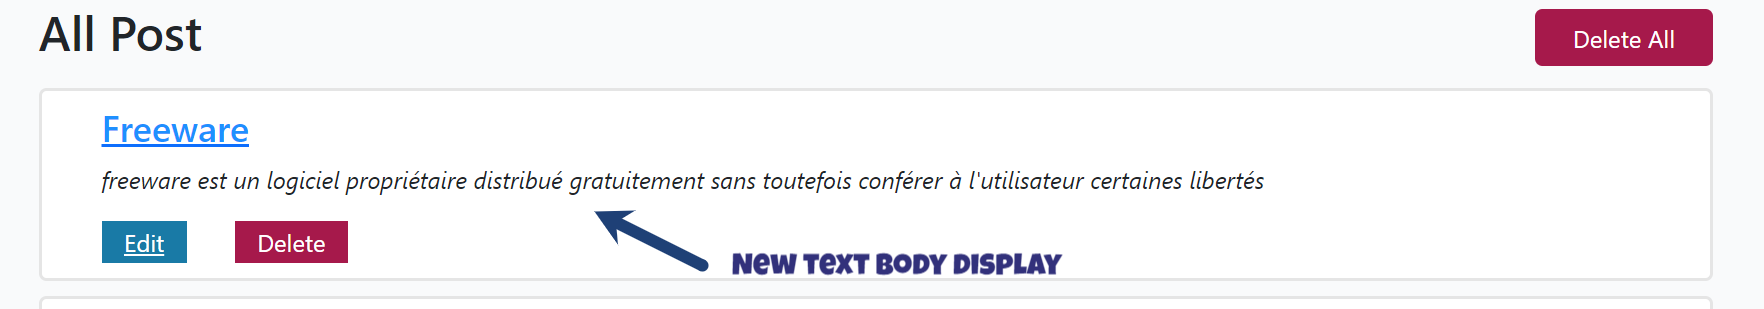 All Post
Delete All
Freeware
freeware est un logiciel propriétaire distribué gratuitement sans toutefois conférer à l'utilisateur certaines libertés
Edit
Delete
New text body display